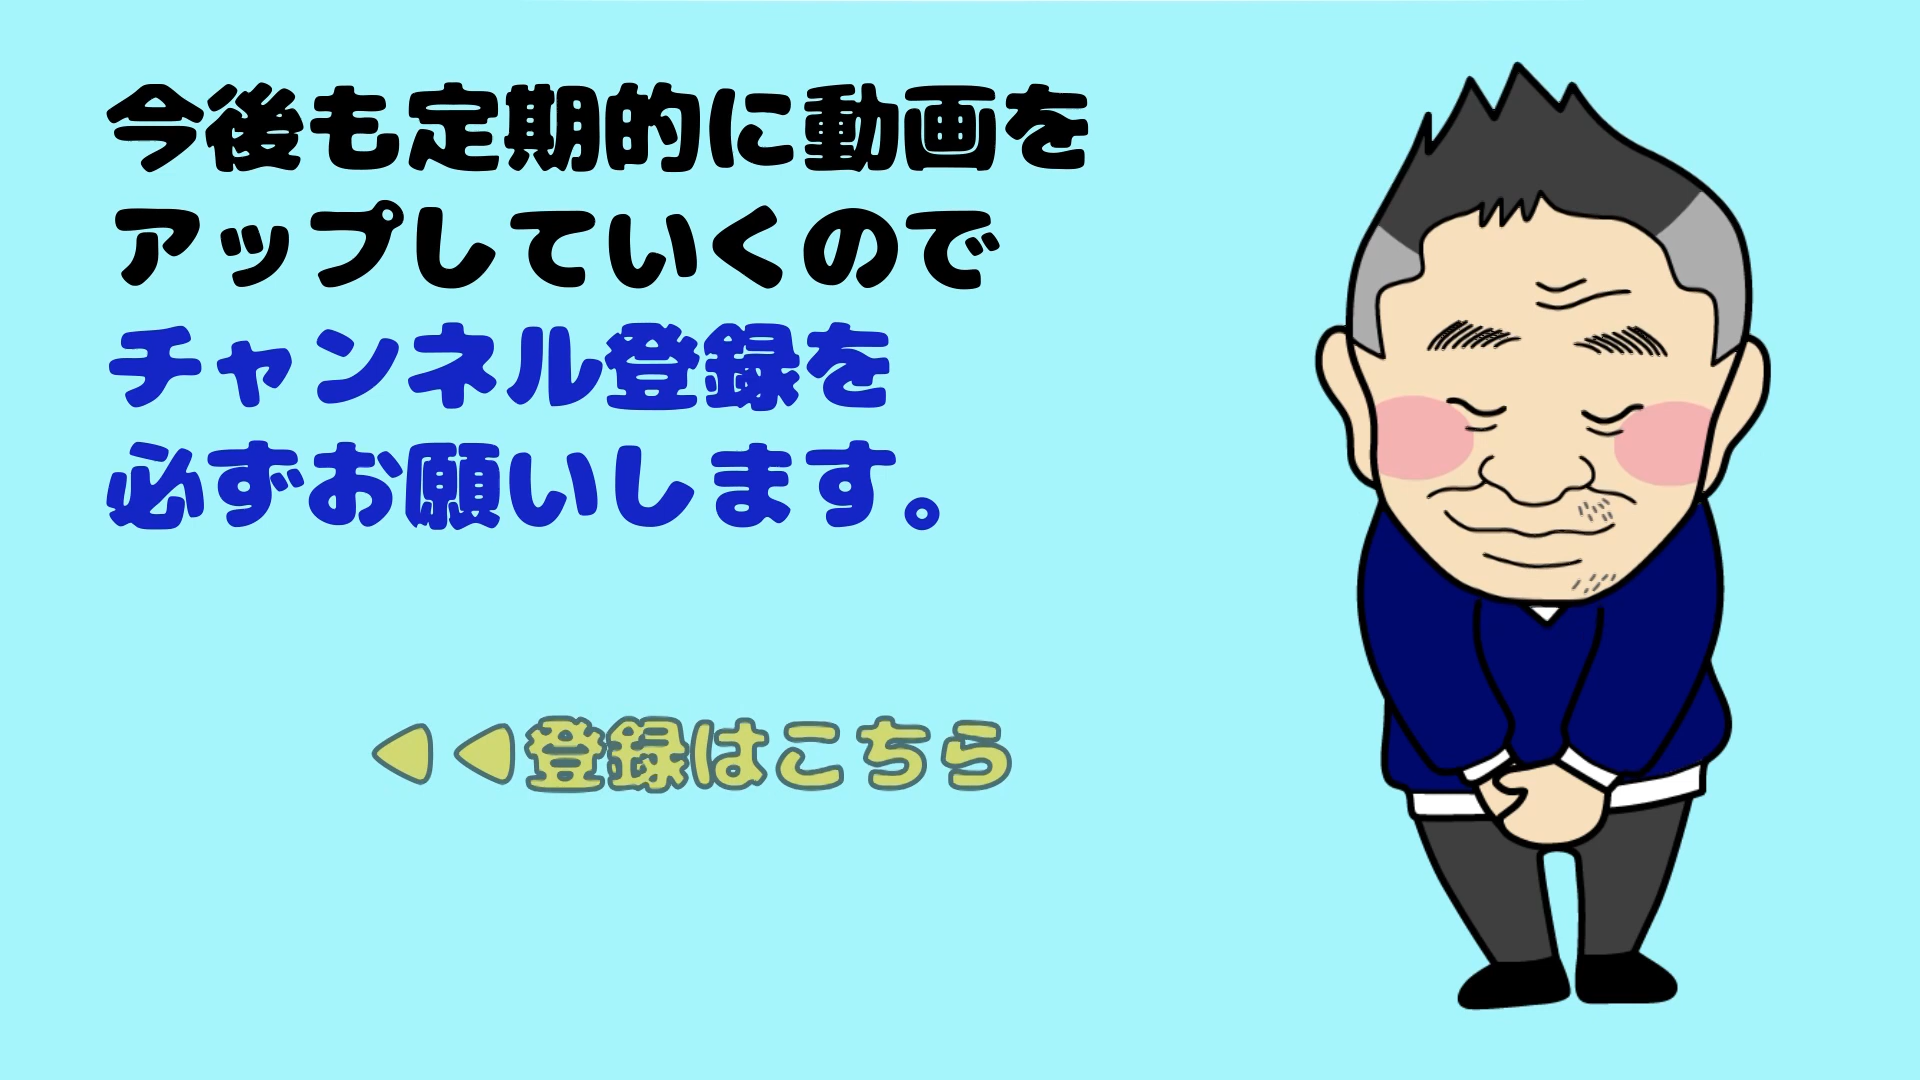 今後も定期的に動画を
アップしていくので
チャンネル登録を
必ずお願いします。
◀◀登録はこちら